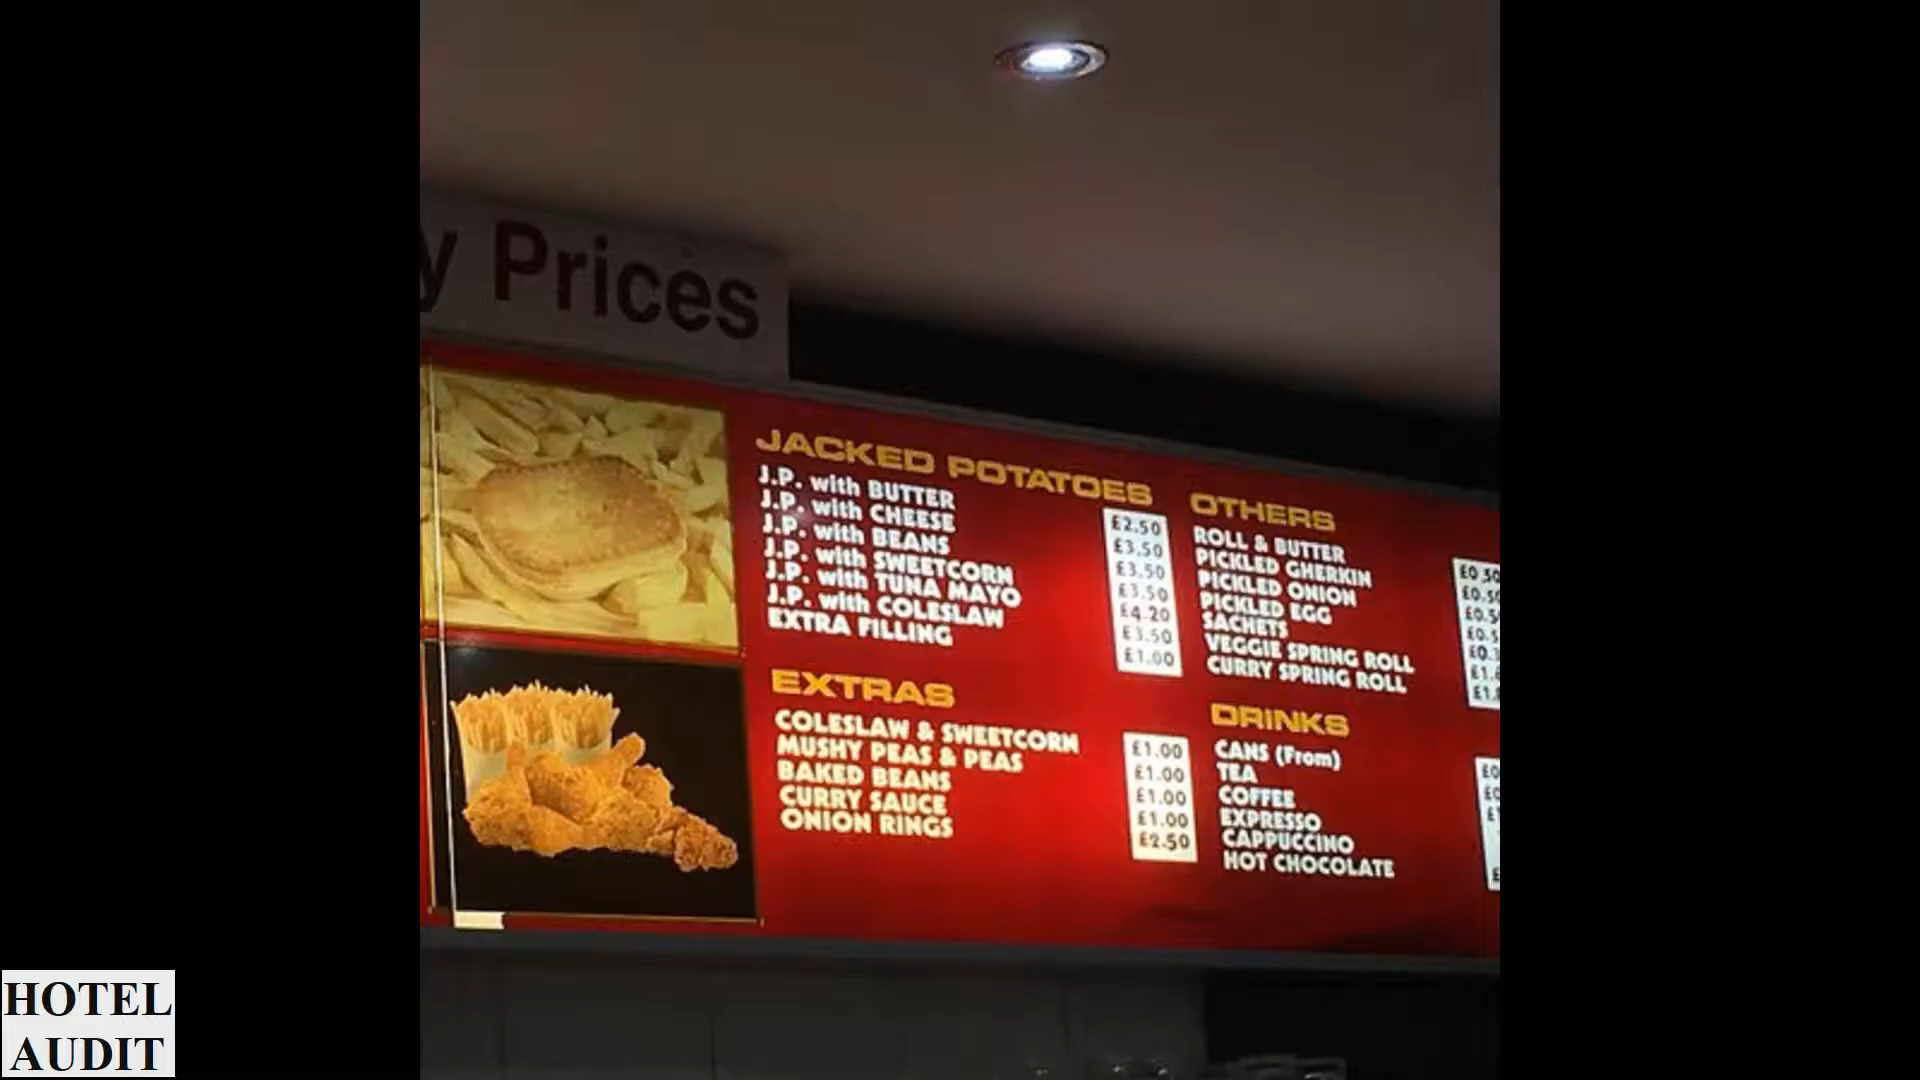 y Prices
JACKED POTATOES
J.P. with BUTTER £2.50
J.P. with CHEESE £3.50
J.P. with BEANS £3.50
J.P. with SWEETCORN £3.50
J.P. with TUNA MAYO £4.20
J.P. with COLESLAW £3.50
EXTRA FILLING £1.00
EXTRAS
COLESLAW & SWEETCORN £1.00
MUSHY PEAS & PEAS £1.00
BAKED BEANS £1.00
CURRY SAUCE £1.00
ONION RINGS £2.50
OTHERS
ROLL & BUTTER £0.50
PICKLED GHERKIN
PICKLED ONION
PICKLED EGG
SACHETS
VEGGIE SPRING ROLL
CURRY SPRING ROLL
DRINKS
CANS (From)
TEA
COFFEE
EXPRESSO
CAPPUCCINO
HOT CHOCOLATE
HOTEL
AUDIT